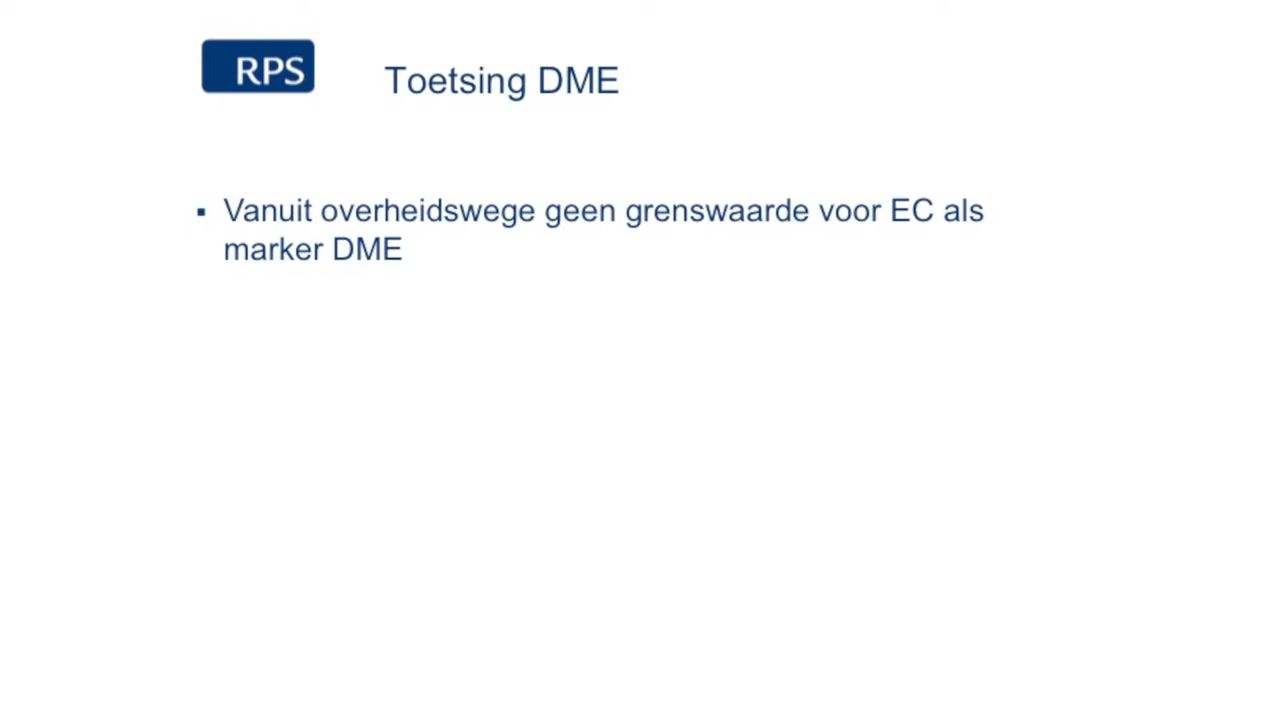 RPS
Toetsing DME
▪ Vanuit overheidswege geen grenswaarde voor EC als
marker DME